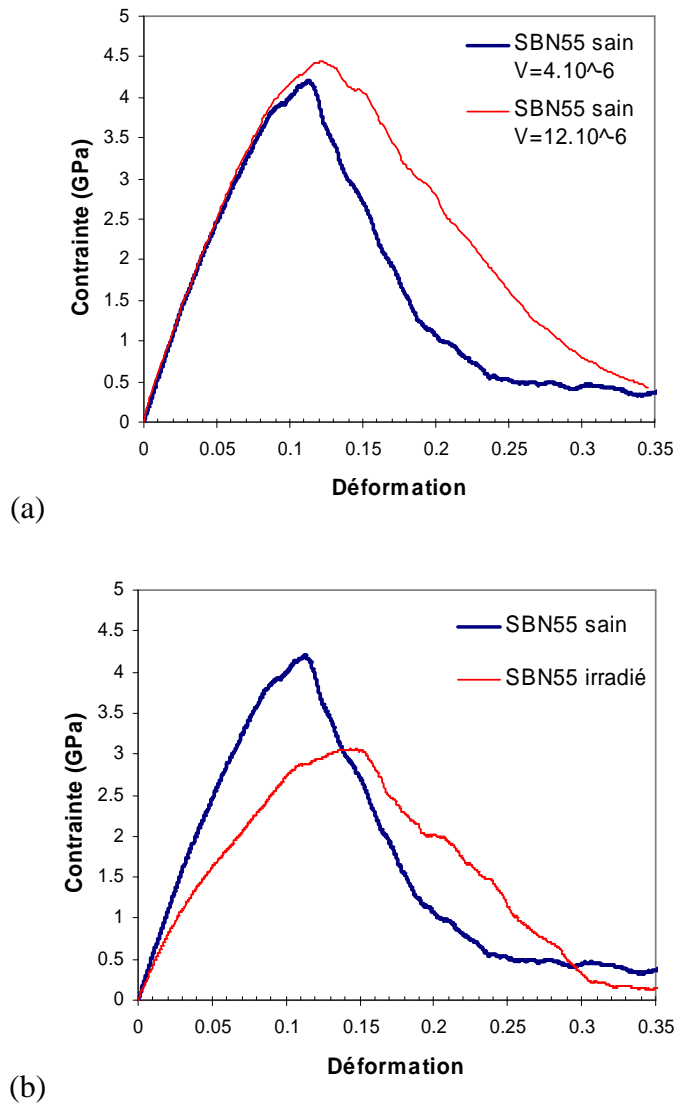 5
4.5
4
3.5
3
2.5
2
1.5
1
0.5
0
Contrainte (GPa)
SBN55 sain
V=4.10^-6
SBN55 sain
V=12.10^-6
0 0.05 0.1 0.15 0.2 0.25 0.3 0.35
Déformation
(a)
5
4.5
4
3.5
3
2.5
2
1.5
1
0.5
0
Contrainte (GPa)
SBN55 sain
SBN55 irradié
0 0.05 0.1 0.15 0.2 0.25 0.3 0.35
Déformation
(b)